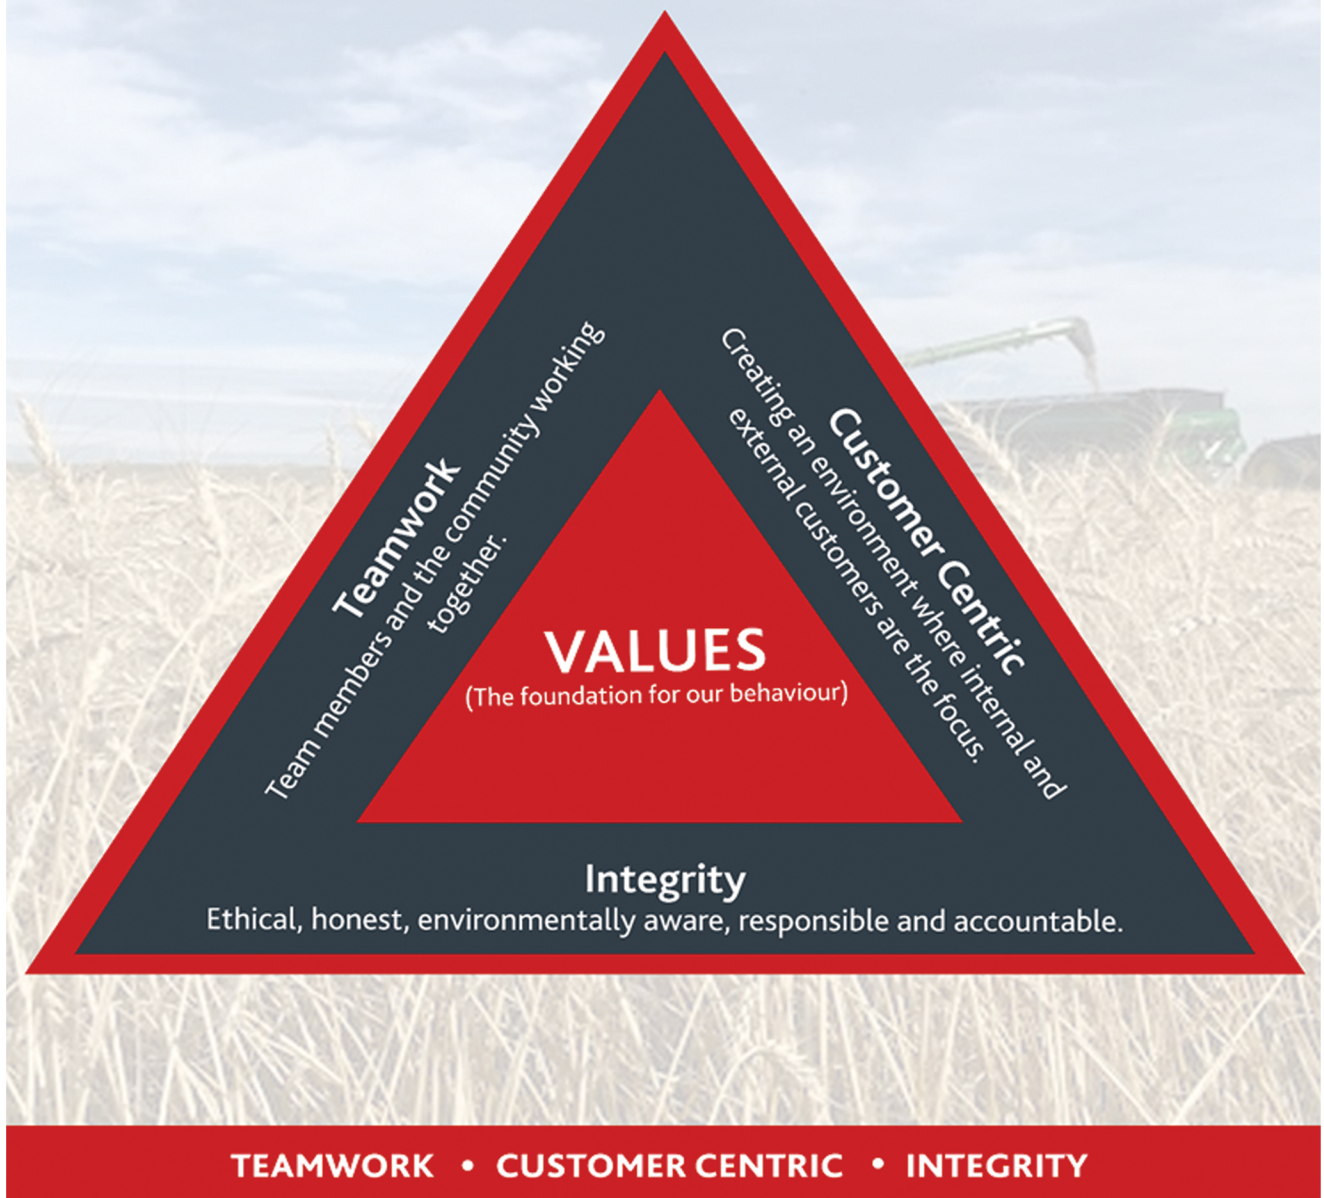 Teamwork
Team members and the community working
together.
Customer Centric
Creating an environment where internal and
external customers are the focus.
VALUES
(The foundation for our behaviour)
Integrity
Ethical, honest, environmentally aware, responsible and accountable.
TEAMWORK • CUSTOMER CENTRIC • INTEGRITY